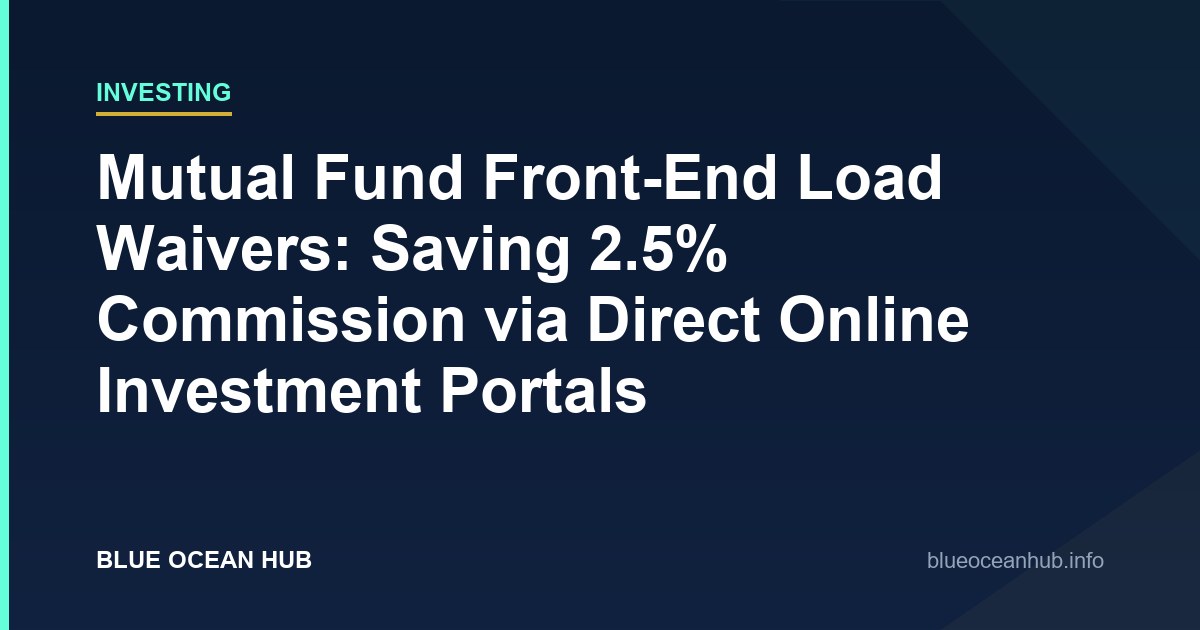 INVESTING
Mutual Fund Front-End Load
Waivers: Saving 2.5%
Commission via Direct Online
Investment Portals
BLUE OCEAN HUB
blueoceanhub.info